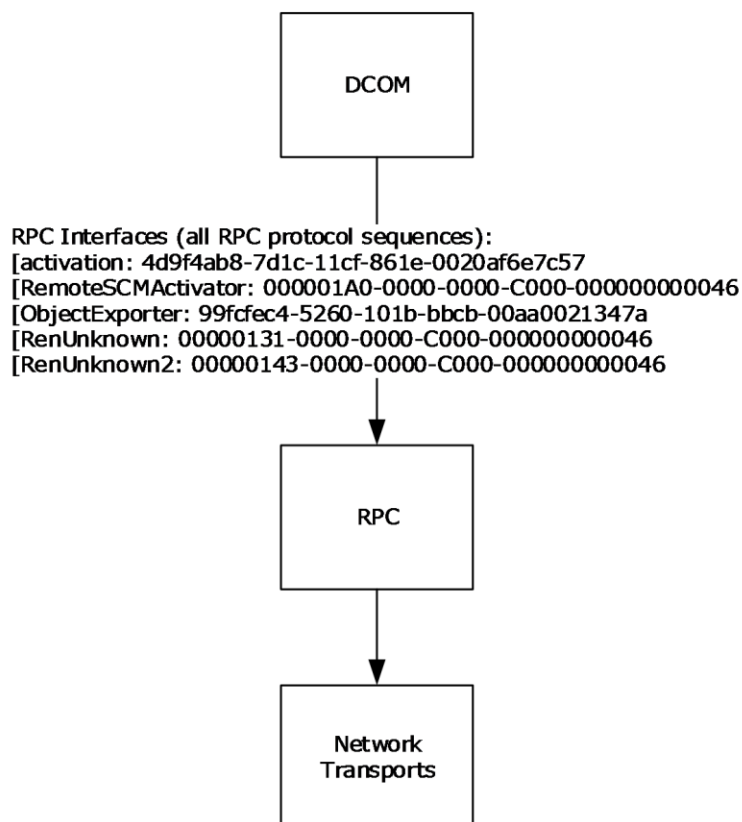 DCOM
RPC Interfaces (all RPC protocol sequences):
[activation: 4d9f4ab8-7d1c-11cf-861e-0020af6e7c57
[RemoteSCMActivator: 000001A0-0000-0000-C000-000000000046
[ObjectExporter: 99fcfec4-5260-101b-bbcb-00aa0021347a
[RenUnknown: 00000131-0000-0000-C000-000000000046
[RenUnknown2: 00000143-0000-0000-C000-000000000046
RPC
Network
Transports